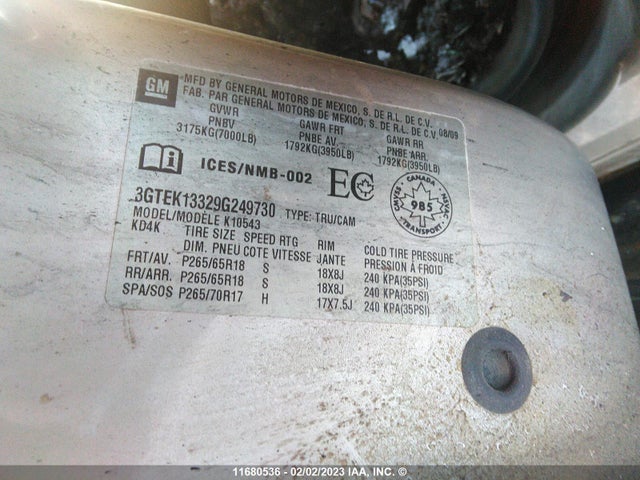 GM
MFD BY GENERAL MOTORS DE MEXICO, S. DE R.L. DE C.V.
FAB. PAR GENERAL MOTORS DE MEXICO, S. DE R.L. DE C.V. 08/09
GVWR GAWR FRT GAWR RR
PNBV PNBE AV. PNBE ARR.
3175KG(7000LB) 1792KG(3950LB) 1792KG(3950LB)
ICES/NMB-002 EC
CANADA
985
TRANSPORT
3GTEK13329G249730 TYPE: TRU/CAM
MODEL/MODÈLE K10543
KD4K TIRE SIZE SPEED RTG RIM COLD TIRE PRESSURE
DIM. PNEU COTE VITESSE JANTE PRESSION À FROID
FRT/AV. P265/65R18 S 18X8J 240 KPA(35PSI)
RR/ARR. P265/65R18 S 18X8J 240 KPA(35PSI)
SPA/SOS P265/70R17 H 17X7.5J 240 KPA(35PSI)
11680536 - 02/02/2023 IAA, INC. ©